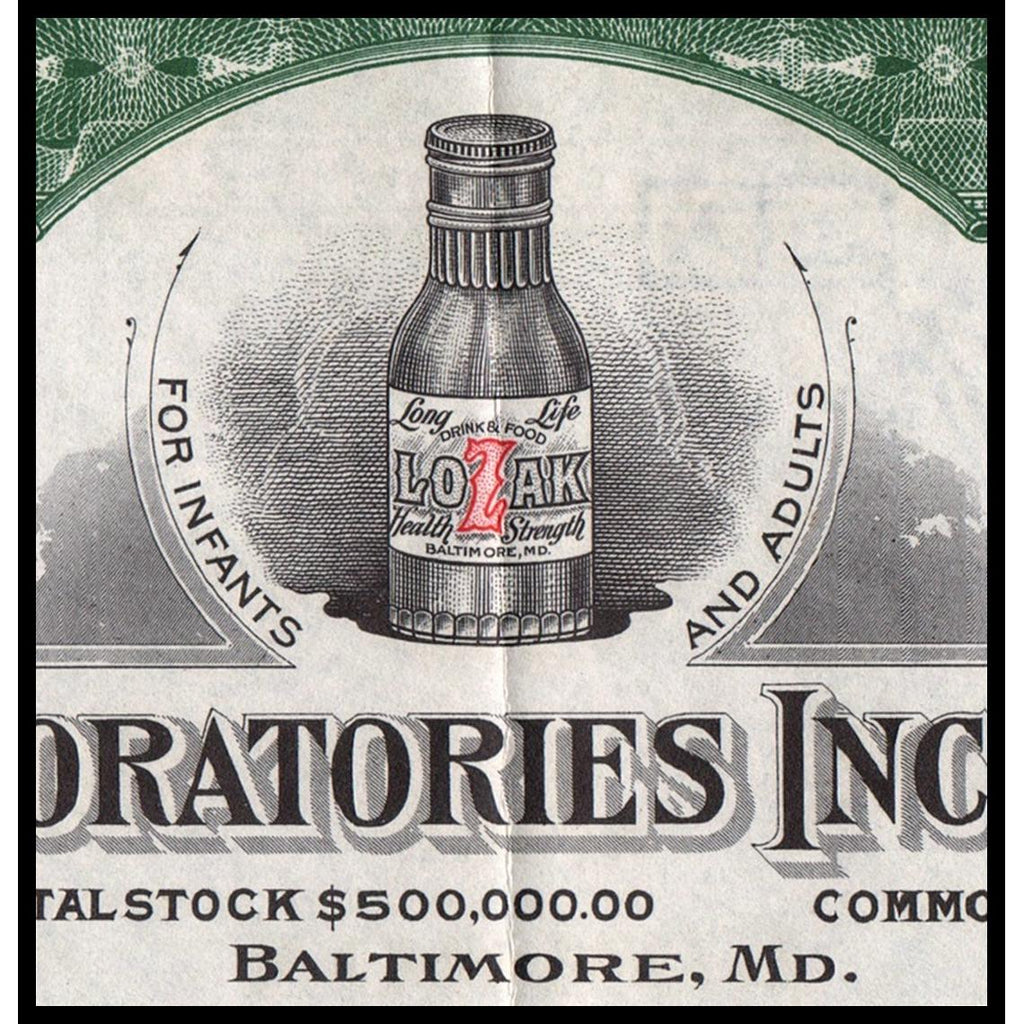 FOR INFANTS
AND ADULTS
Long Life
DRINK & FOOD
LOZAK
Health Strength
BALTIMORE, MD.
ORATORIES INC
TAL STOCK $500,000.00 COMMO
BALTIMORE, MD.